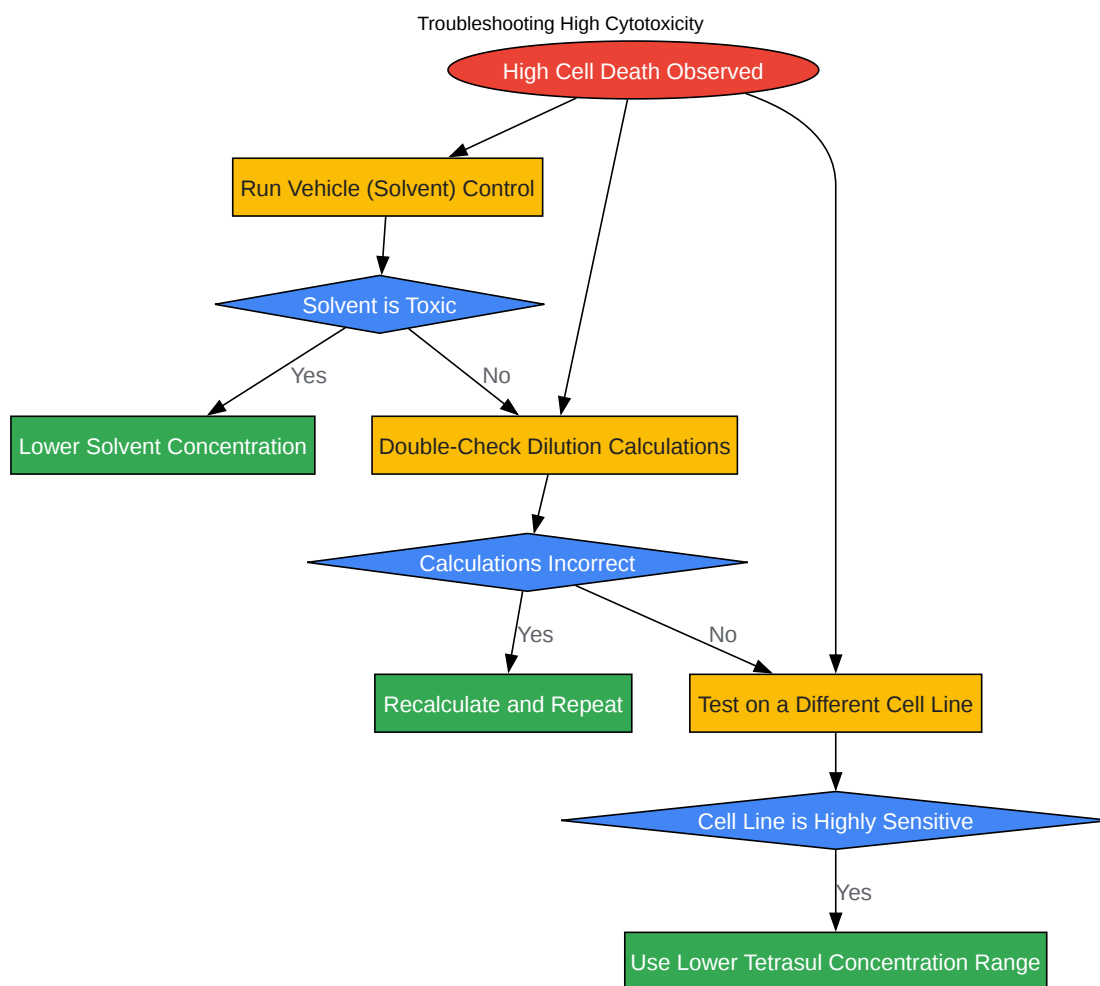 Troubleshooting High Cytotoxicity
High Cell Death Observed
Run Vehicle (Solvent) Control
Solvent is Toxic
Yes
No
Lower Solvent Concentration
Double-Check Dilution Calculations
Calculations Incorrect
Yes
No
Recalculate and Repeat
Test on a Different Cell Line
Cell Line is Highly Sensitive
Yes
Use Lower Tetrasul Concentration Range